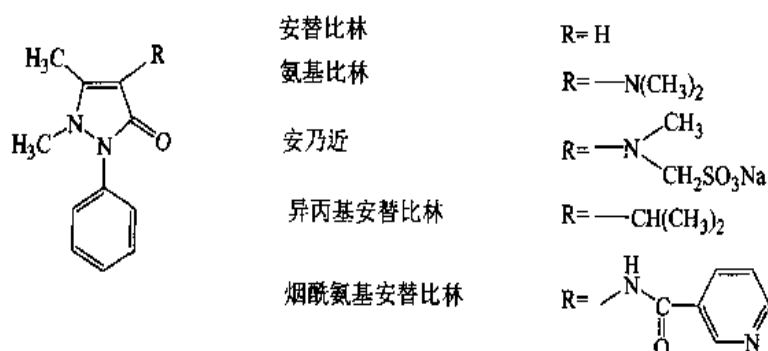 安替比林 R= H
氨基比林 R= —N(CH₃)₂
安乃近 R= —N CH₃ CH₂SO₃Na
异丙基安替比林 R= —CH(CH₃)₂
烟酰氨基安替比林 R= H N C O N
H₃C R
H₃C N N O